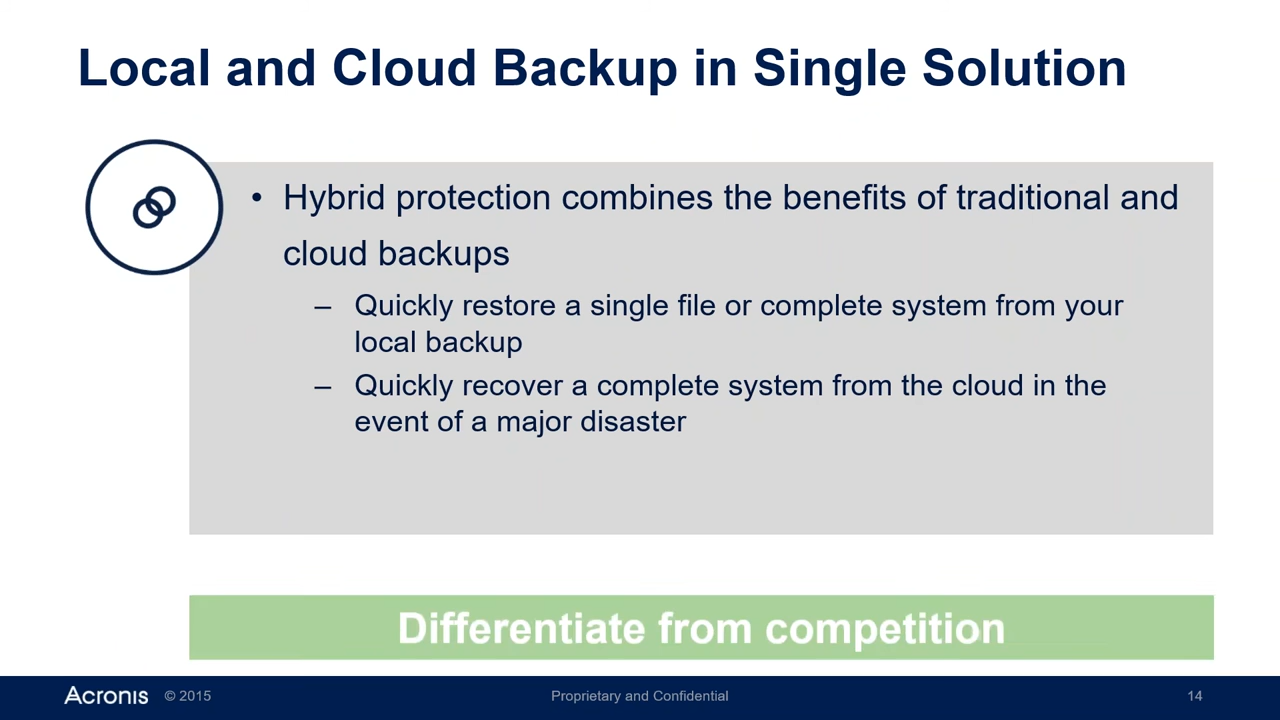 Local and Cloud Backup in Single Solution
• Hybrid protection combines the benefits of traditional and
cloud backups
– Quickly restore a single file or complete system from your
local backup
– Quickly recover a complete system from the cloud in the
event of a major disaster
Differentiate from competition
Acronis © 2015 Proprietary and Confidential 14